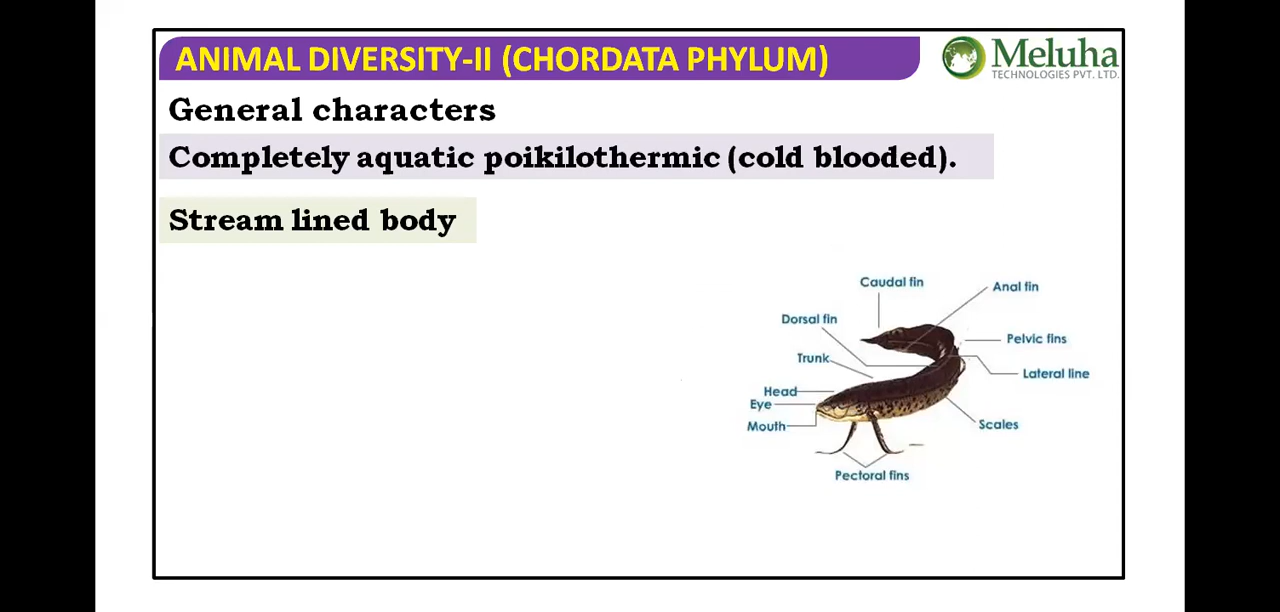 ANIMAL DIVERSITY-II (CHORDATA PHYLUM)
Meluha
TECHNOLOGIES PVT. LTD.
General characters
Completely aquatic poikilothermic (cold blooded).
Stream lined body
Caudal fin
Anal fin
Dorsal fin
Pelvic fins
Trunk
Lateral line
Head
Eye
Mouth
Scales
Pectoral fins